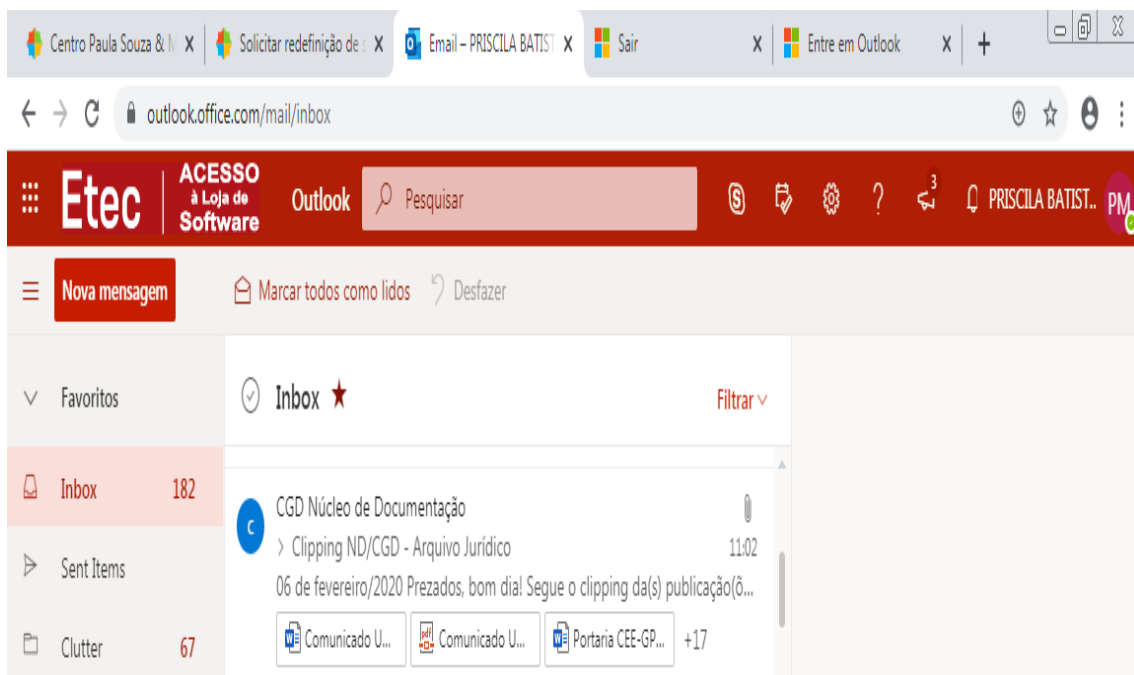 Centro Paula Souza & M
Solicitar redefinição de s
Email – PRISCILA BATIST
Sair
Entre em Outlook
outlook.office.com/mail/inbox
Etec
ACESSO
à Loja de
Software
Outlook
Pesquisar
3
PRISCILA BATIST..
PM
Nova mensagem
Marcar todos como lidos
Desfazer
Favoritos
Inbox
Filtrar
Inbox 182
CGD Núcleo de Documentação
C
> Clipping ND/CGD - Arquivo Jurídico 11:02
06 de fevereiro/2020 Prezados, bom dia! Segue o clipping da(s) publicação(õ...
Sent Items
Comunicado U...
Comunicado U...
Portaria CEE-GP...
+17
Clutter 67